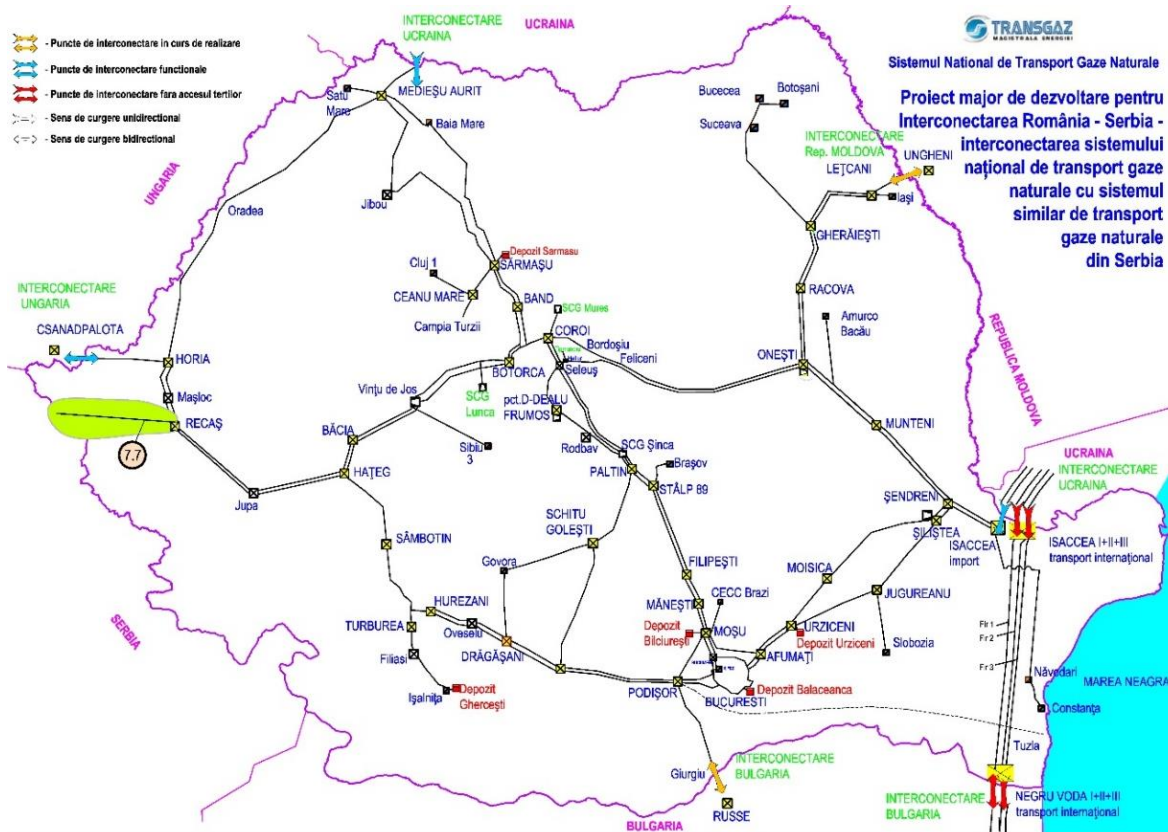 - Puncte de interconectare in curs de realizare
- Puncte de interconectare functionale
- Puncte de interconectare fara accesul tertilor
- Sens de curgere unidirectional
- Sens de curgere bidirectional
TRANSGAZ
MAGISTRALA ENERGIEI
Sistemul National de Transport Gaze Naturale
Proiect major de dezvoltare pentru
Interconectarea România - Serbia -
interconectarea sistemului
național de transport gaze
naturale cu sistemul
similar de transport
gaze naturale
din Serbia
INTERCONECTARE
UCRAINA
UCRAINA
MEDIEȘU AURIT
Satu
Mare
Baia Mare
Bucecea
Botoșani
Suceava
INTERCONECTARE
Rep. MOLDOVA
UNGHENI
LEȚCANI
Iași
UNGARIA
Oradea
Jibou
GHERĂIEȘTI
Depozit Sarmasu
SĂRMAȘU
Cluj 1
CEANU MARE
BAND
Campia Turzii
SCG Mures
RACOVA
Amurco
Bacău
REPUBLICA MOLDOVA
INTERCONECTARE
UNGARIA
CSANADPALOTA
HORIA
COROI
Bordoșiu
Feliceni
ONEȘTI
BOTORCA
Seleuș
Mașloc
Vințu de Jos
SCG
Lunca
pct.D-DEALU
FRUMOS
RECAȘ
7.7
BĂCIA
Sibiu
3
Rodbav
SCG Șinca
MUNTENI
HAȚEG
PALTIN
Brașov
STÂLP 89
Jupa
UCRAINA
INTERCONECTARE
UCRAINA
ȘENDRENI
SCHITU
GOLEȘTI
ȘILIȘTEA
ISACCEA
import
ISACCEA I+II+III
transport internațional
SÂMBOTIN
Govora
FILIPEȘTI
MOISICA
JUGUREANU
CECC Brazi
MĂNEȘTI
HUREZANI
Oveselu
TURBUREA
DRĂGĂȘANI
Depozit
Bilciurești
MOȘU
URZICENI
Depozit Urziceni
Slobozia
Fir 1
Fir 2
Fir 3
SERBIA
Filiasi
AFUMAȚI
Năvodari
MAREA NEAGRA
Ișalnița
Depozit
Ghercești
PODIȘOR
BUCUREȘTI
Depozit Balaceanca
Constanța
Tuzla
Giurgiu
INTERCONECTARE
BULGARIA
RUSSE
BULGARIA
INTERCONECTARE
BULGARIA
NEGRU VODA I+II+III
transport internațional